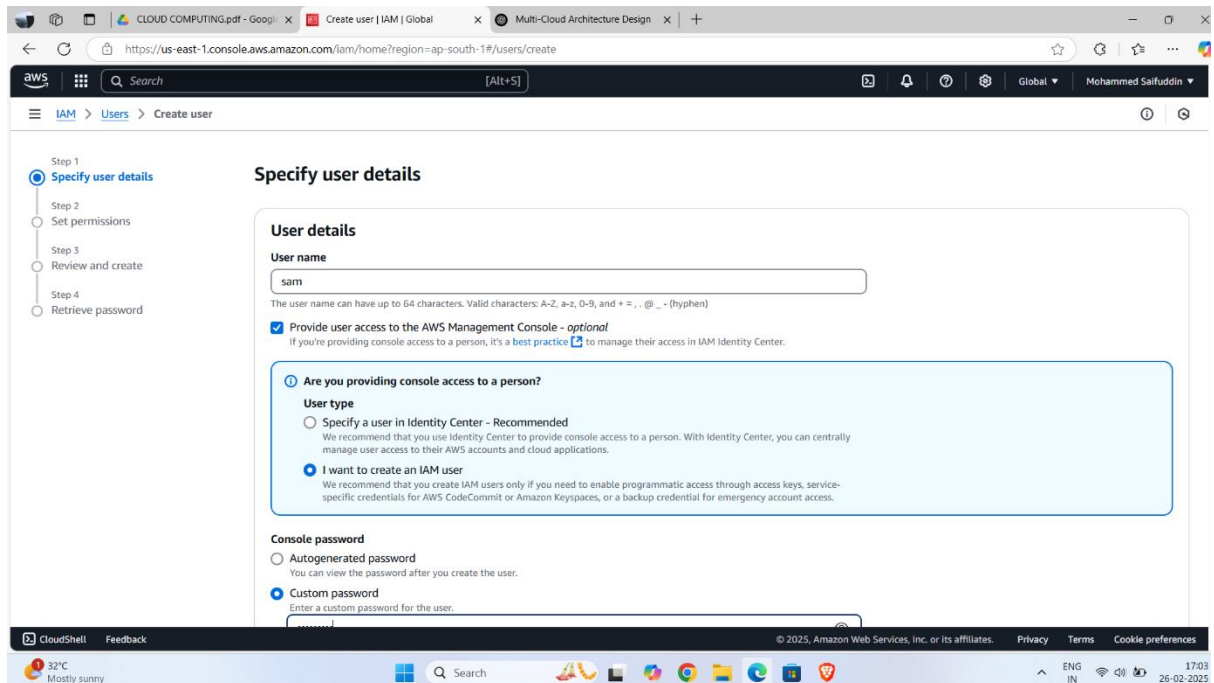 CLOUD COMPUTING.pdf - Googl
Create user | IAM | Global
Multi-Cloud Architecture Design
https://us-east-1.console.aws.amazon.com/iam/home?region=ap-south-1#/users/create
aws
Search
[Alt+S]
Global
Mohammed Saifuddin
IAM > Users > Create user
Step 1
Specify user details
Step 2
Set permissions
Step 3
Review and create
Step 4
Retrieve password
Specify user details
User details
User name
sam
The user name can have up to 64 characters. Valid characters: A-Z, a-z, 0-9, and + = , . @ _ - (hyphen)
Provide user access to the AWS Management Console - optional
If you're providing console access to a person, it's a best practice to manage their access in IAM Identity Center.
Are you providing console access to a person?
User type
Specify a user in Identity Center - Recommended
We recommend that you use Identity Center to provide console access to a person. With Identity Center, you can centrally
manage user access to their AWS accounts and cloud applications.
I want to create an IAM user
We recommend that you create IAM users only if you need to enable programmatic access through access keys, service-
specific credentials for AWS CodeCommit or Amazon Keyspaces, or a backup credential for emergency account access.
Console password
Autogenerated password
You can view the password after you create the user.
Custom password
Enter a custom password for the user.
CloudShell Feedback
© 2025, Amazon Web Services, Inc. or its affiliates. Privacy Terms Cookie preferences
1
32°C
Mostly sunny
Search
ENG
IN
17:03
26-02-2025